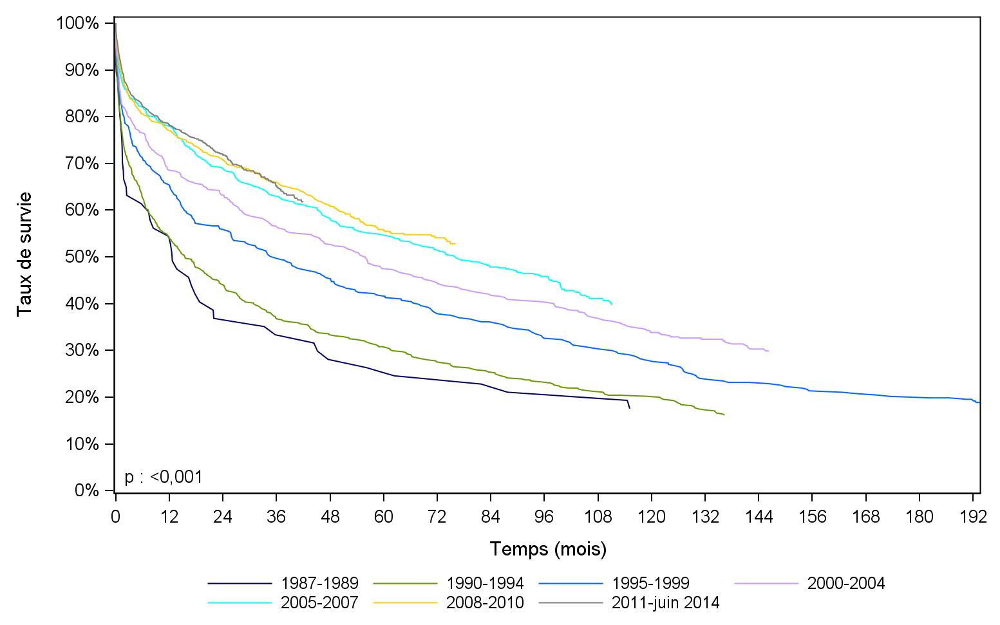 100%
90%
80%
70%
60%
50%
40%
30%
20%
10%
0%
Taux de survie
p : <0,001
0 12 24 36 48 60 72 84 96 108 120 132 144 156 168 180 192
Temps (mois)
1987-1989 1990-1994 1995-1999 2000-2004
2005-2007 2008-2010 2011-juin 2014